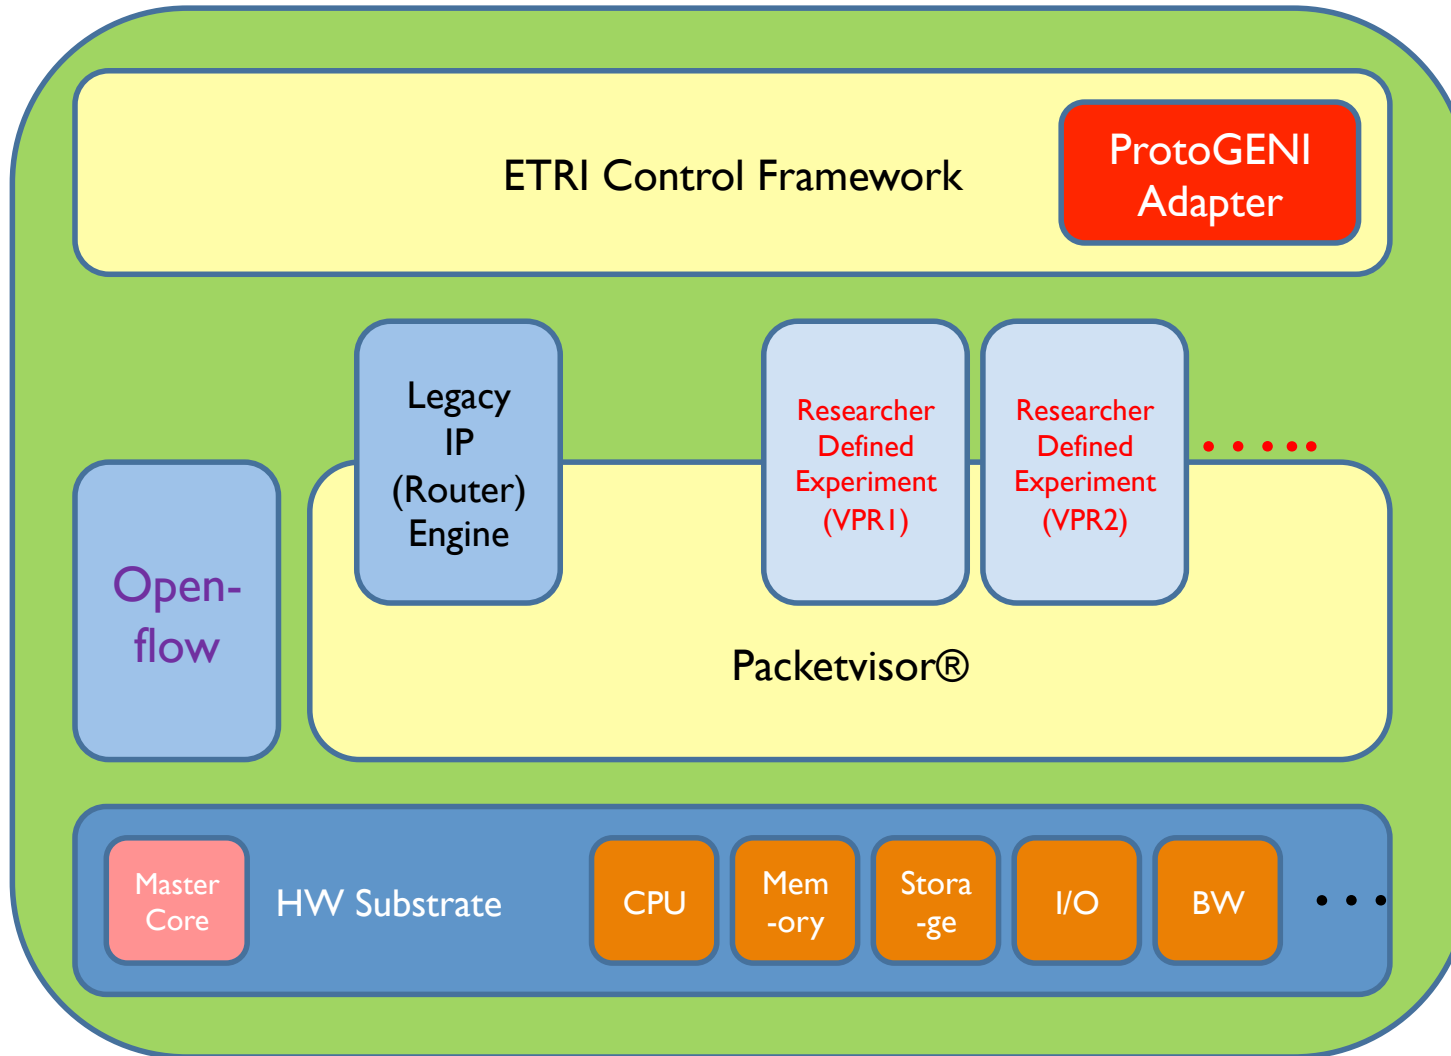 ETRI Control Framework
ProtoGENI
Adapter
Legacy
IP
(Router)
Engine
Researcher
Defined
Experiment
(VPR1)
Researcher
Defined
Experiment
(VPR2)
.....
Open-
flow
Packetvisor®
Master
Core
HW Substrate
CPU
Mem
-ory
Stora
-ge
I/O
BW
...